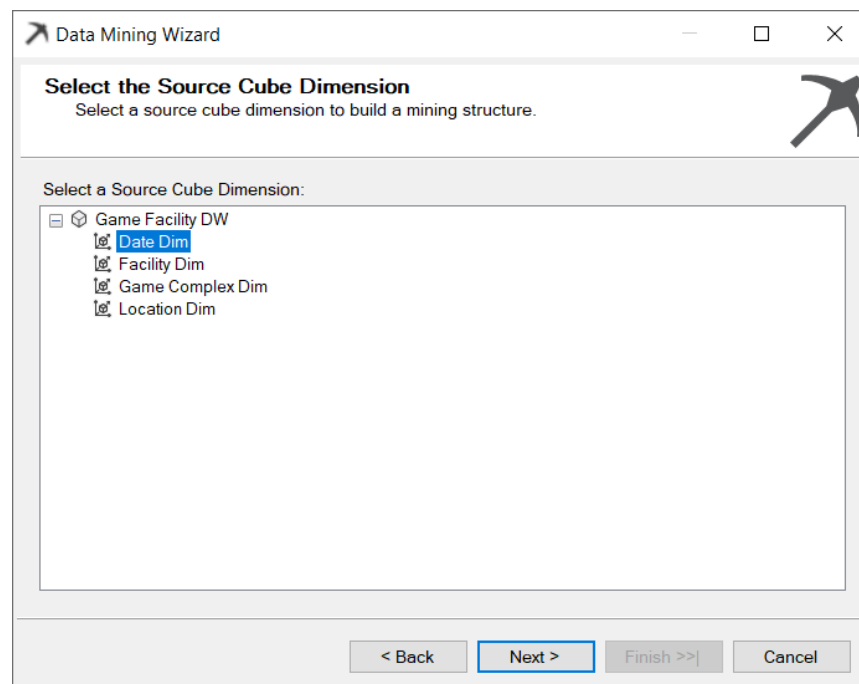 Data Mining Wizard
Select the Source Cube Dimension
Select a source cube dimension to build a mining structure.
Select a Source Cube Dimension:
Game Facility DW
Date Dim
Facility Dim
Game Complex Dim
Location Dim
< Back Next > Finish >>| Cancel